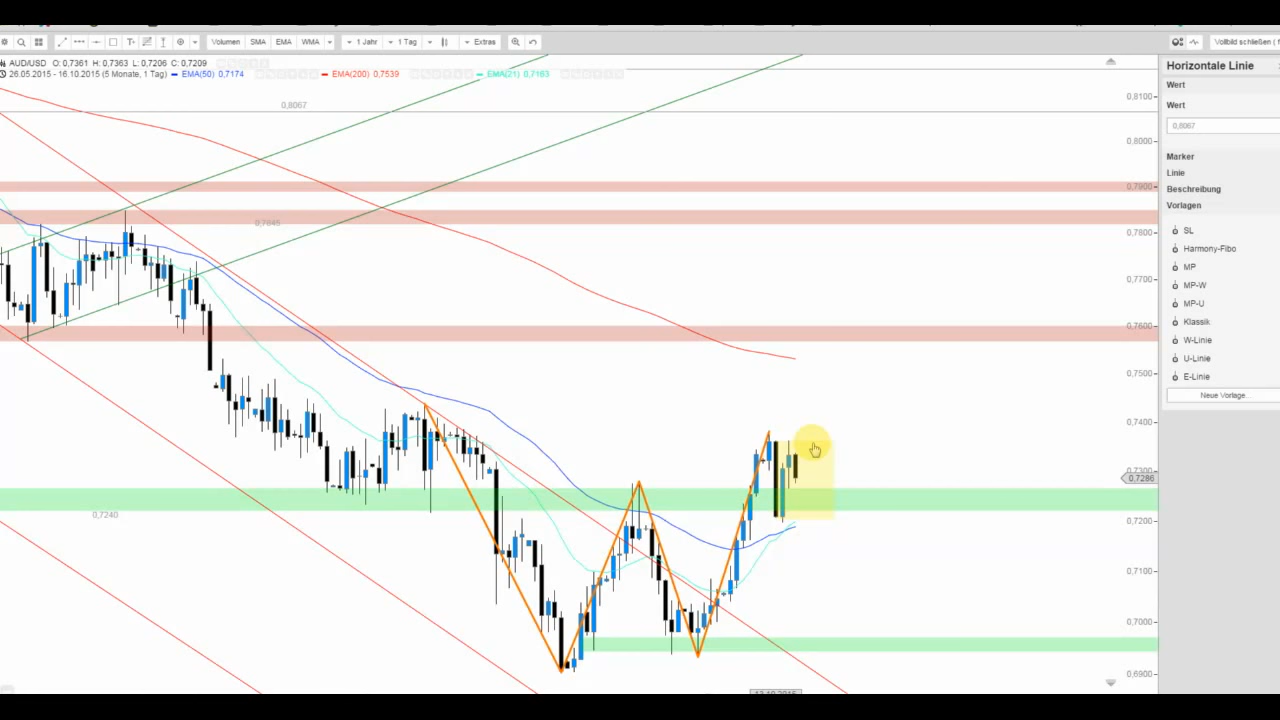 Volumen SMA EMA WMA 1 Jahr 1 Tag Extras Vollbild schließen ( f
AUD/USD O: 0,7361 H: 0,7363 L: 0,7206 C: 0,7209
26.05.2015 - 16.10.2015 (5 Monate, 1 Tag) EMA(50) 0,7174 EMA(200) 0,7539 EMA(21) 0,7163
0,8067
0,7845
0,7240
0,8100
0,8000
0,7900
0,7800
0,7700
0,7600
0,7500
0,7400
0,7300
0,7286
0,7200
0,7100
0,7000
0,6900
13.10.2015
Horizontale Linie
Wert
Wert
0,8067
Marker
Linie
Beschreibung
Vorlagen
SL
Harmony-Fibo
MP
MP-W
MP-U
Klassik
W-Linie
U-Linie
E-Linie
Neue Vorlage...